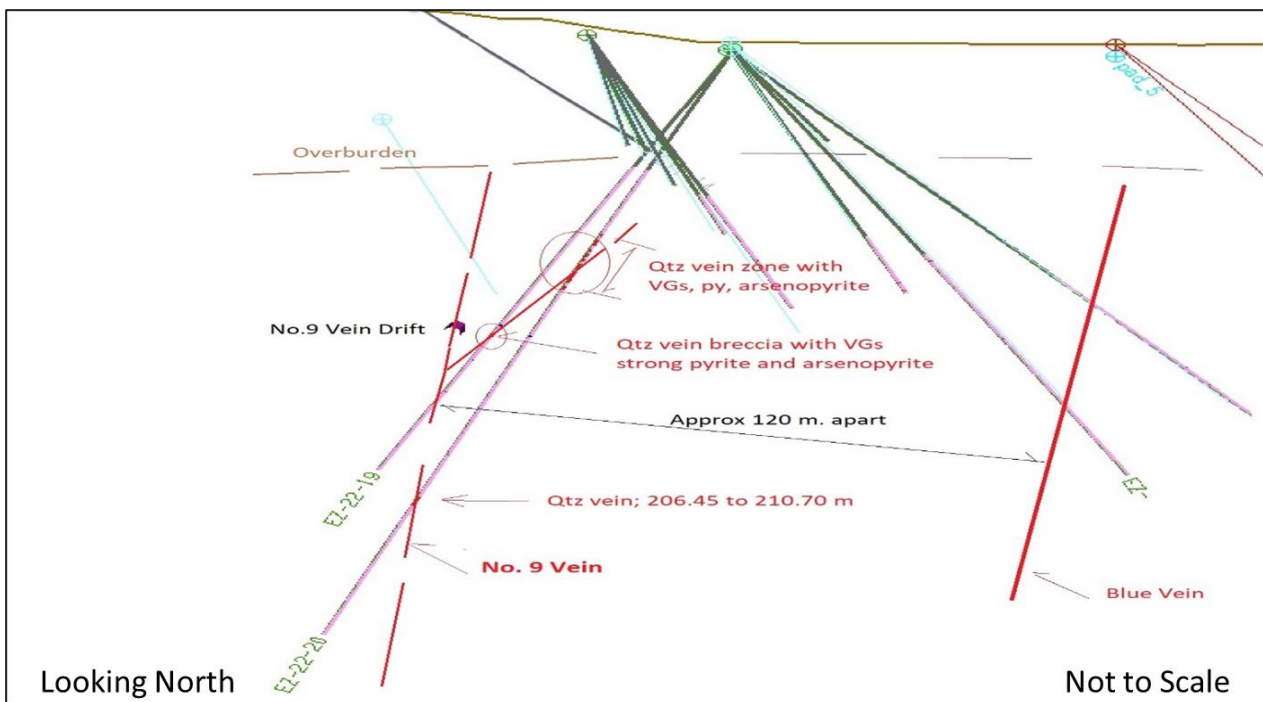 pad_5
Overburden
Qtz vein zone with
VGs, py, arsenopyrite
No.9 Vein Drift
Qtz vein breccia with VGs
strong pyrite and arsenopyrite
Approx 120 m. apart
EZ-22-19
EZ-
Qtz vein; 206.45 to 210.70 m
No. 9 Vein
Blue Vein
EZ-22-20
Looking North
Not to Scale